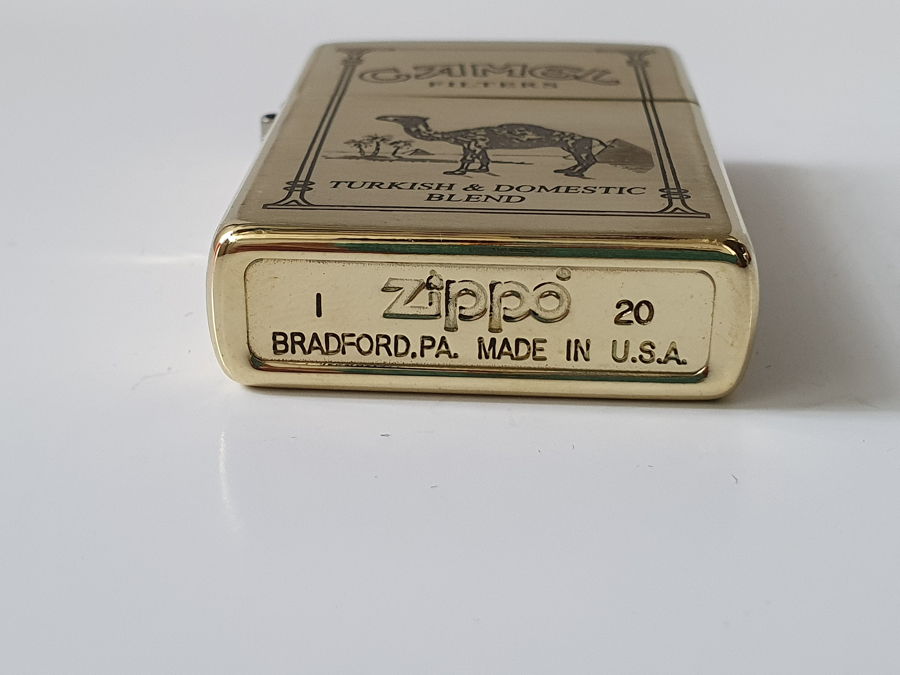 CAMEL
FILTERS
TURKISH & DOMESTIC
BLEND
I zippo® 20
BRADFORD,PA. MADE IN U.S.A.